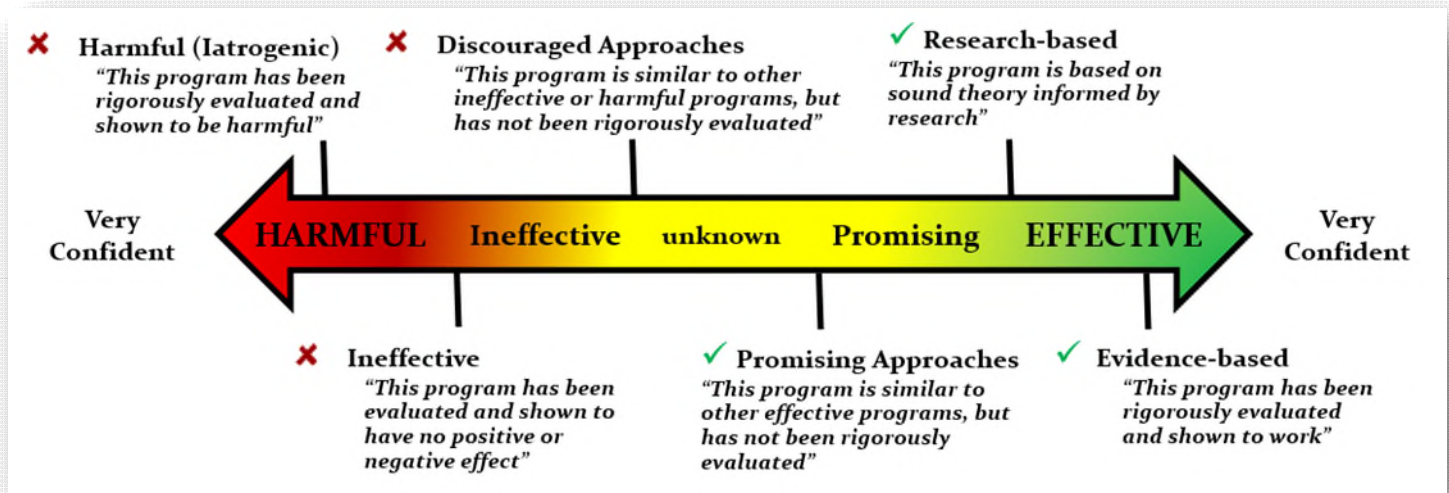 ✗ Harmful (Iatrogenic)
“This program has been
rigorously evaluated and
shown to be harmful”
✗ Discouraged Approaches
“This program is similar to other
ineffective or harmful programs, but
has not been rigorously evaluated”
✓ Research-based
“This program is based on
sound theory informed by
research”
Very
Confident
HARMFUL Ineffective unknown Promising EFFECTIVE
Very
Confident
✗ Ineffective
“This program has been
evaluated and shown to
have no positive or
negative effect”
✓ Promising Approaches
“This program is similar to
other effective programs, but
has not been rigorously
evaluated”
✓ Evidence-based
“This program has been
rigorously evaluated
and shown to work”